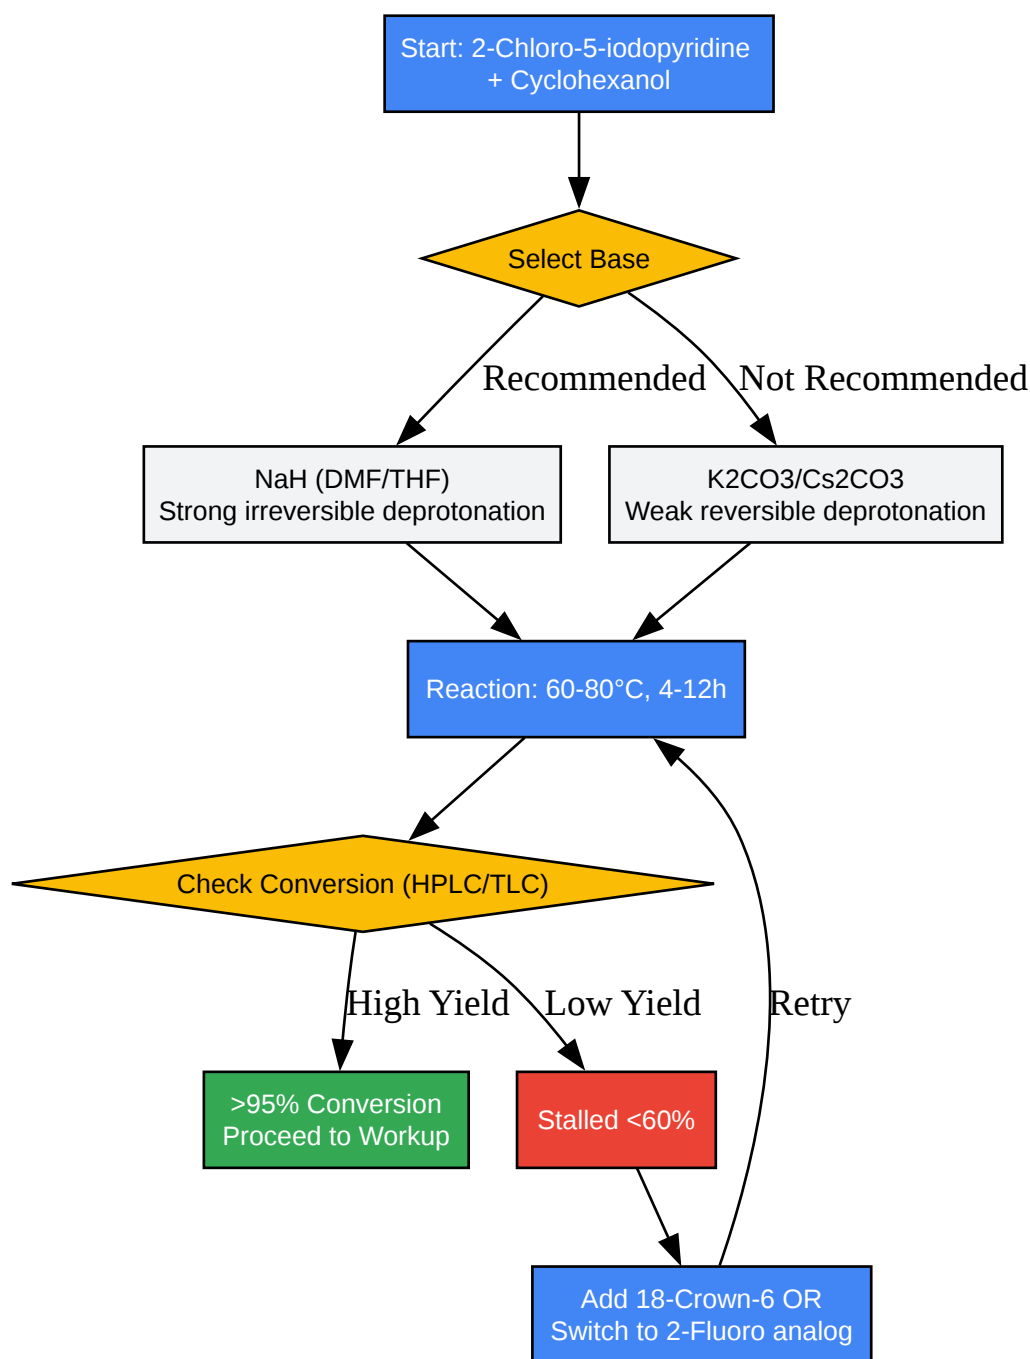 Start: 2-Chloro-5-iodopyridine
+ Cyclohexanol
Select Base
Recommended
Not Recommended
NaH (DMF/THF)
Strong irreversible deprotonation
K2CO3/Cs2CO3
Weak reversible deprotonation
Reaction: 60-80°C, 4-12h
Check Conversion (HPLC/TLC)
High Yield
Low Yield
Retry
>95% Conversion
Proceed to Workup
Stalled <60%
Add 18-Crown-6 OR
Switch to 2-Fluoro analog